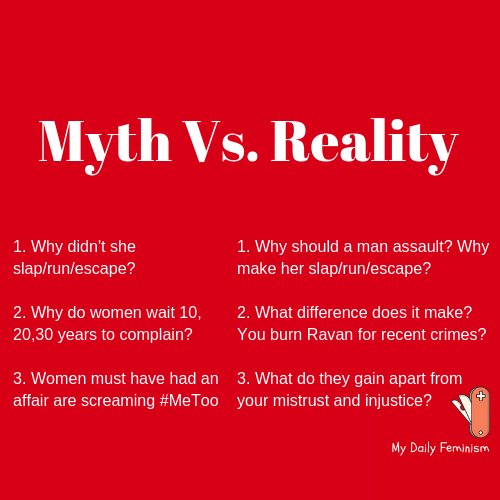 Myth Vs. Reality
1. Why didn't she
slap/run/escape?
2. Why do women wait 10,
20,30 years to complain?
3. Women must have had an
affair are screaming #MeToo
1. Why should a man assault? Why
make her slap/run/escape?
2. What difference does it make?
You burn Ravan for recent crimes?
3. What do they gain apart from
your mistrust and injustice?
My Daily Feminism